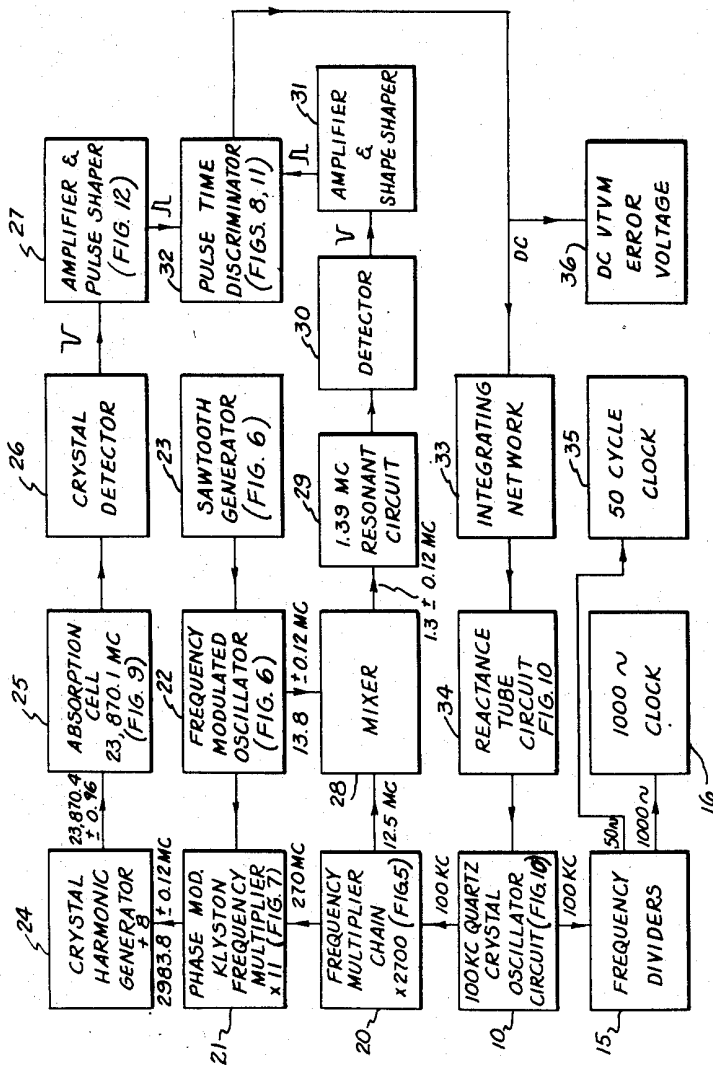 24
CRYSTAL
HARMONIC
GENERATOR
÷ 8
23,870.4
± 0.96
25
ABSORPTION
CELL
23,870.1 MC
(FIG. 9)
26
CRYSTAL
DETECTOR
27
AMPLIFIER &
PULSE SHAPER
(FIG. 12)
2983.8 ± 0.12 MC
21
PHASE MOD.
KLYSTON
FREQUENCY
MULTIPLIER
x 11 (FIG. 7)
22
FREQUENCY
MODULATED
OSCILLATOR
(FIG. 6)
23
SAWTOOTH
GENERATOR
(FIG. 6)
32
PULSE TIME
DISCRIMINATOR
(FIGS. 8, 11)
270 MC
13.8 ± 0.12 MC
20
FREQUENCY
MULTIPLIER
CHAIN
x 2700 (FIG.5)
12.5 MC
28
MIXER
1.3 ± 0.12 MC
29
1.39 MC
RESONANT
CIRCUIT
30
DETECTOR
31
AMPLIFIER
&
SHAPE SHAPER
100 KC
10
100KC QUARTZ
CRYSTAL
OSCILLATOR
CIRCUIT (FIG. 10)
34
REACTANCE
TUBE
CIRCUIT
FIG. 10
33
INTEGRATING
NETWORK
DC
100 KC
15
FREQUENCY
DIVIDERS
50~
1000~
16
1000 ~
CLOCK
35
50 CYCLE
CLOCK
36
DC VTVM
ERROR
VOLTAGE